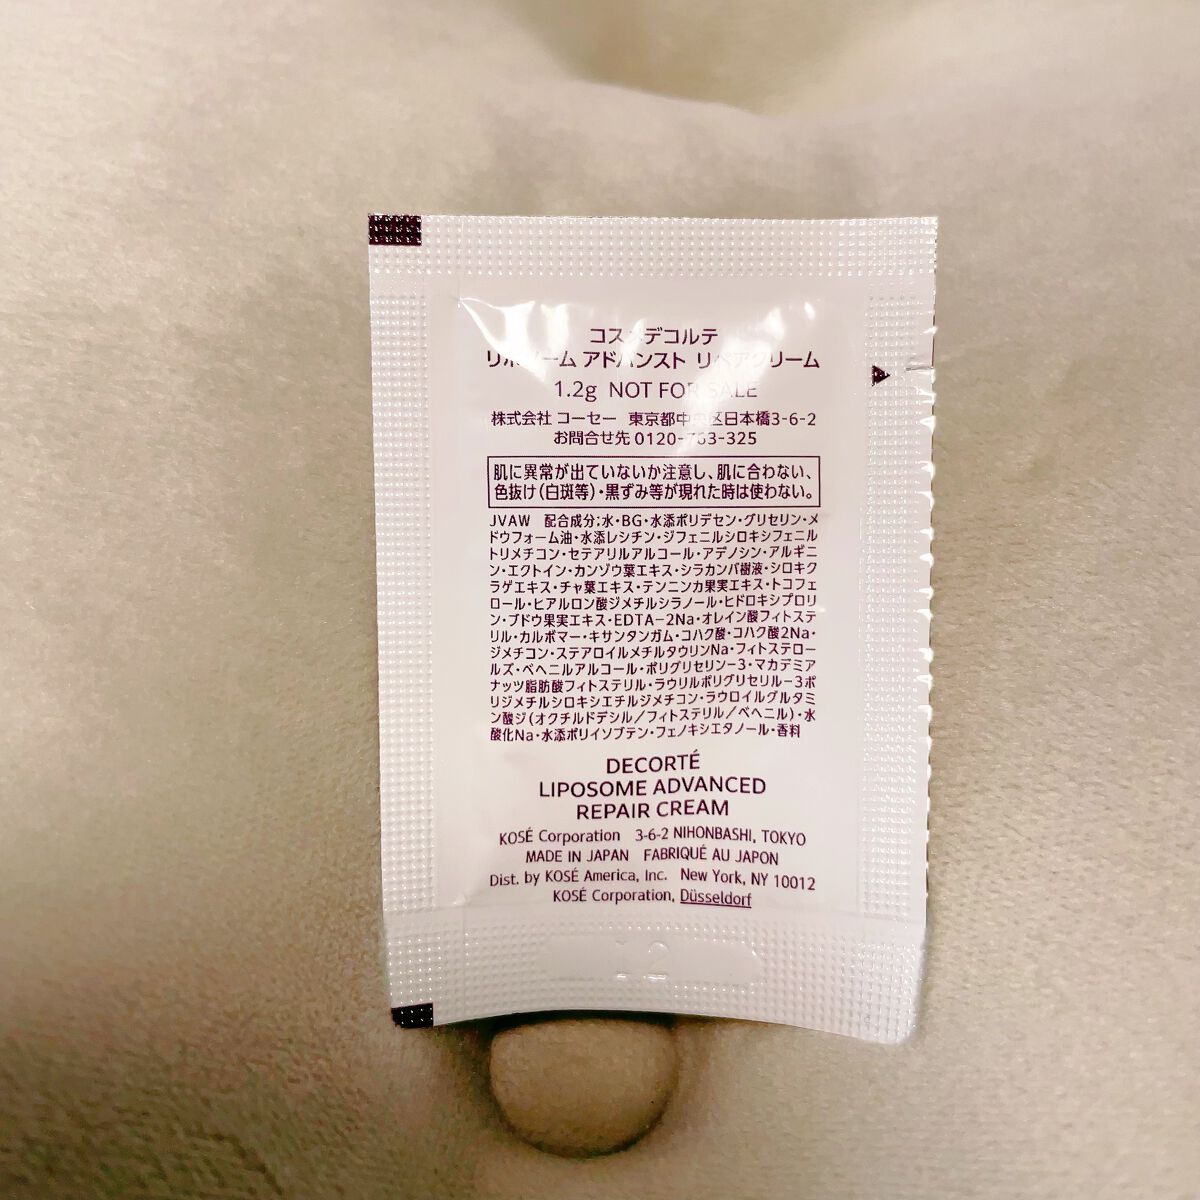 コスメデコルテ
リポソーム アドバンスト リペアクリーム
1.2g NOT FOR SALE
株式会社 コーセー 東京都中央区日本橋3-6-2
お問合せ先 0120-763-325
肌に異常が出ていないか注意し、肌に合わない、
色抜け(白斑等)・黒ずみ等が現れた時は使わない。
JVAW 配合成分;水・BG・水添ポリデセン・グリセリン・メ
ドウフォーム油・水添レシチン・ジフェニルシロキシフェニル
トリメチコン・セテアリルアルコール・アデノシン・アルギニ
ン・エクトイン・カンゾウ葉エキス・シラカンバ樹液・シロキク
ラゲエキス・チャ葉エキス・テンニンカ果実エキス・トコフェ
ロール・ヒアルロン酸ジメチルシラノール・ヒドロキシプロリ
ン・ブドウ果実エキス・EDTA-2Na・オレイン酸フィトステ
リル・カルボマー・キサンタンガム・コハク酸・コハク酸2Na・
ジメチコン・ステアロイルメチルタウリンNa・フィトステロー
ルズ・ベヘニルアルコール・ポリグリセリン-3・マカデミア
ナッツ脂肪酸フィトステリル・ラウリルポリグリセリル-3ポ
リジメチルシロキシエチルジメチコン・ラウロイルグルタミ
ン酸ジ(オクチルドデシル/フィトステリル/ベヘニル)・水
酸化Na・水添ポリイソブテン・フェノキシエタノール・香料
DECORTÉ
LIPOSOME ADVANCED
REPAIR CREAM
KOSÉ Corporation 3-6-2 NIHONBASHI, TOKYO
MADE IN JAPAN FABRIQUÉ AU JAPON
Dist. by KOSÉ America, Inc. New York, NY 10012
KOSÉ Corporation, Düsseldorf